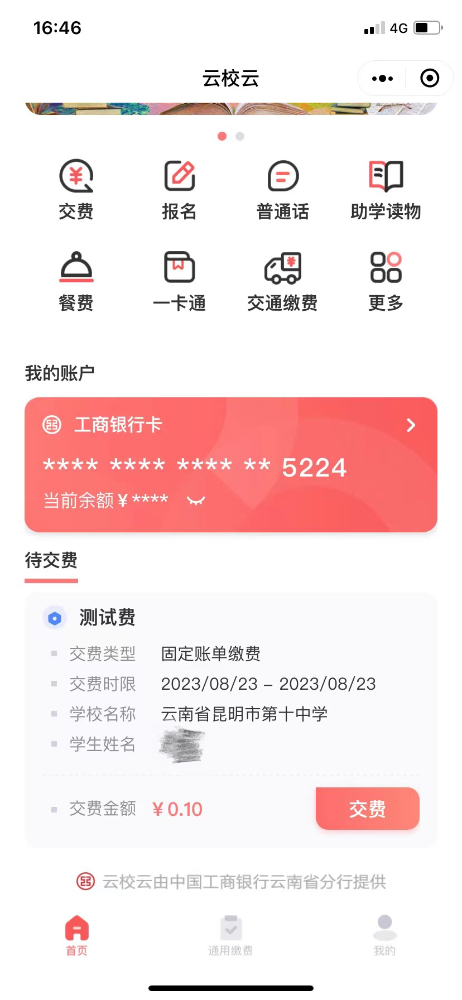 16:46
4G
云校云
交费 报名 普通话 助学读物
餐费 一卡通 交通缴费 更多
我的账户
工商银行卡
**** **** **** ** 5224
当前余额 ¥ ****
待交费
测试费
交费类型 固定账单缴费
交费时限 2023/08/23 - 2023/08/23
学校名称 云南省昆明市第十中学
学生姓名
交费金额 ¥ 0.10 交费
云校云由中国工商银行云南省分行提供
首页 通用缴费 我的